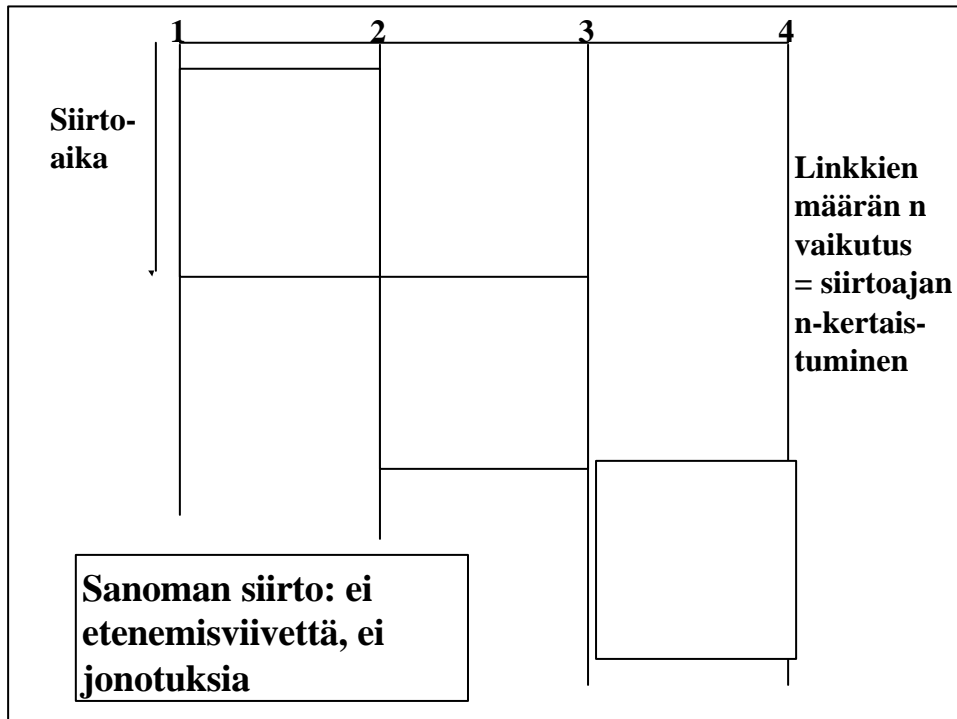 1 2 3 4
Siirto-
aika
Linkkien
määrän n
vaikutus
= siirtoajan
n-kertais-
tuminen
Sanoman siirto: ei
etenemisviivettä, ei
jonotuksia